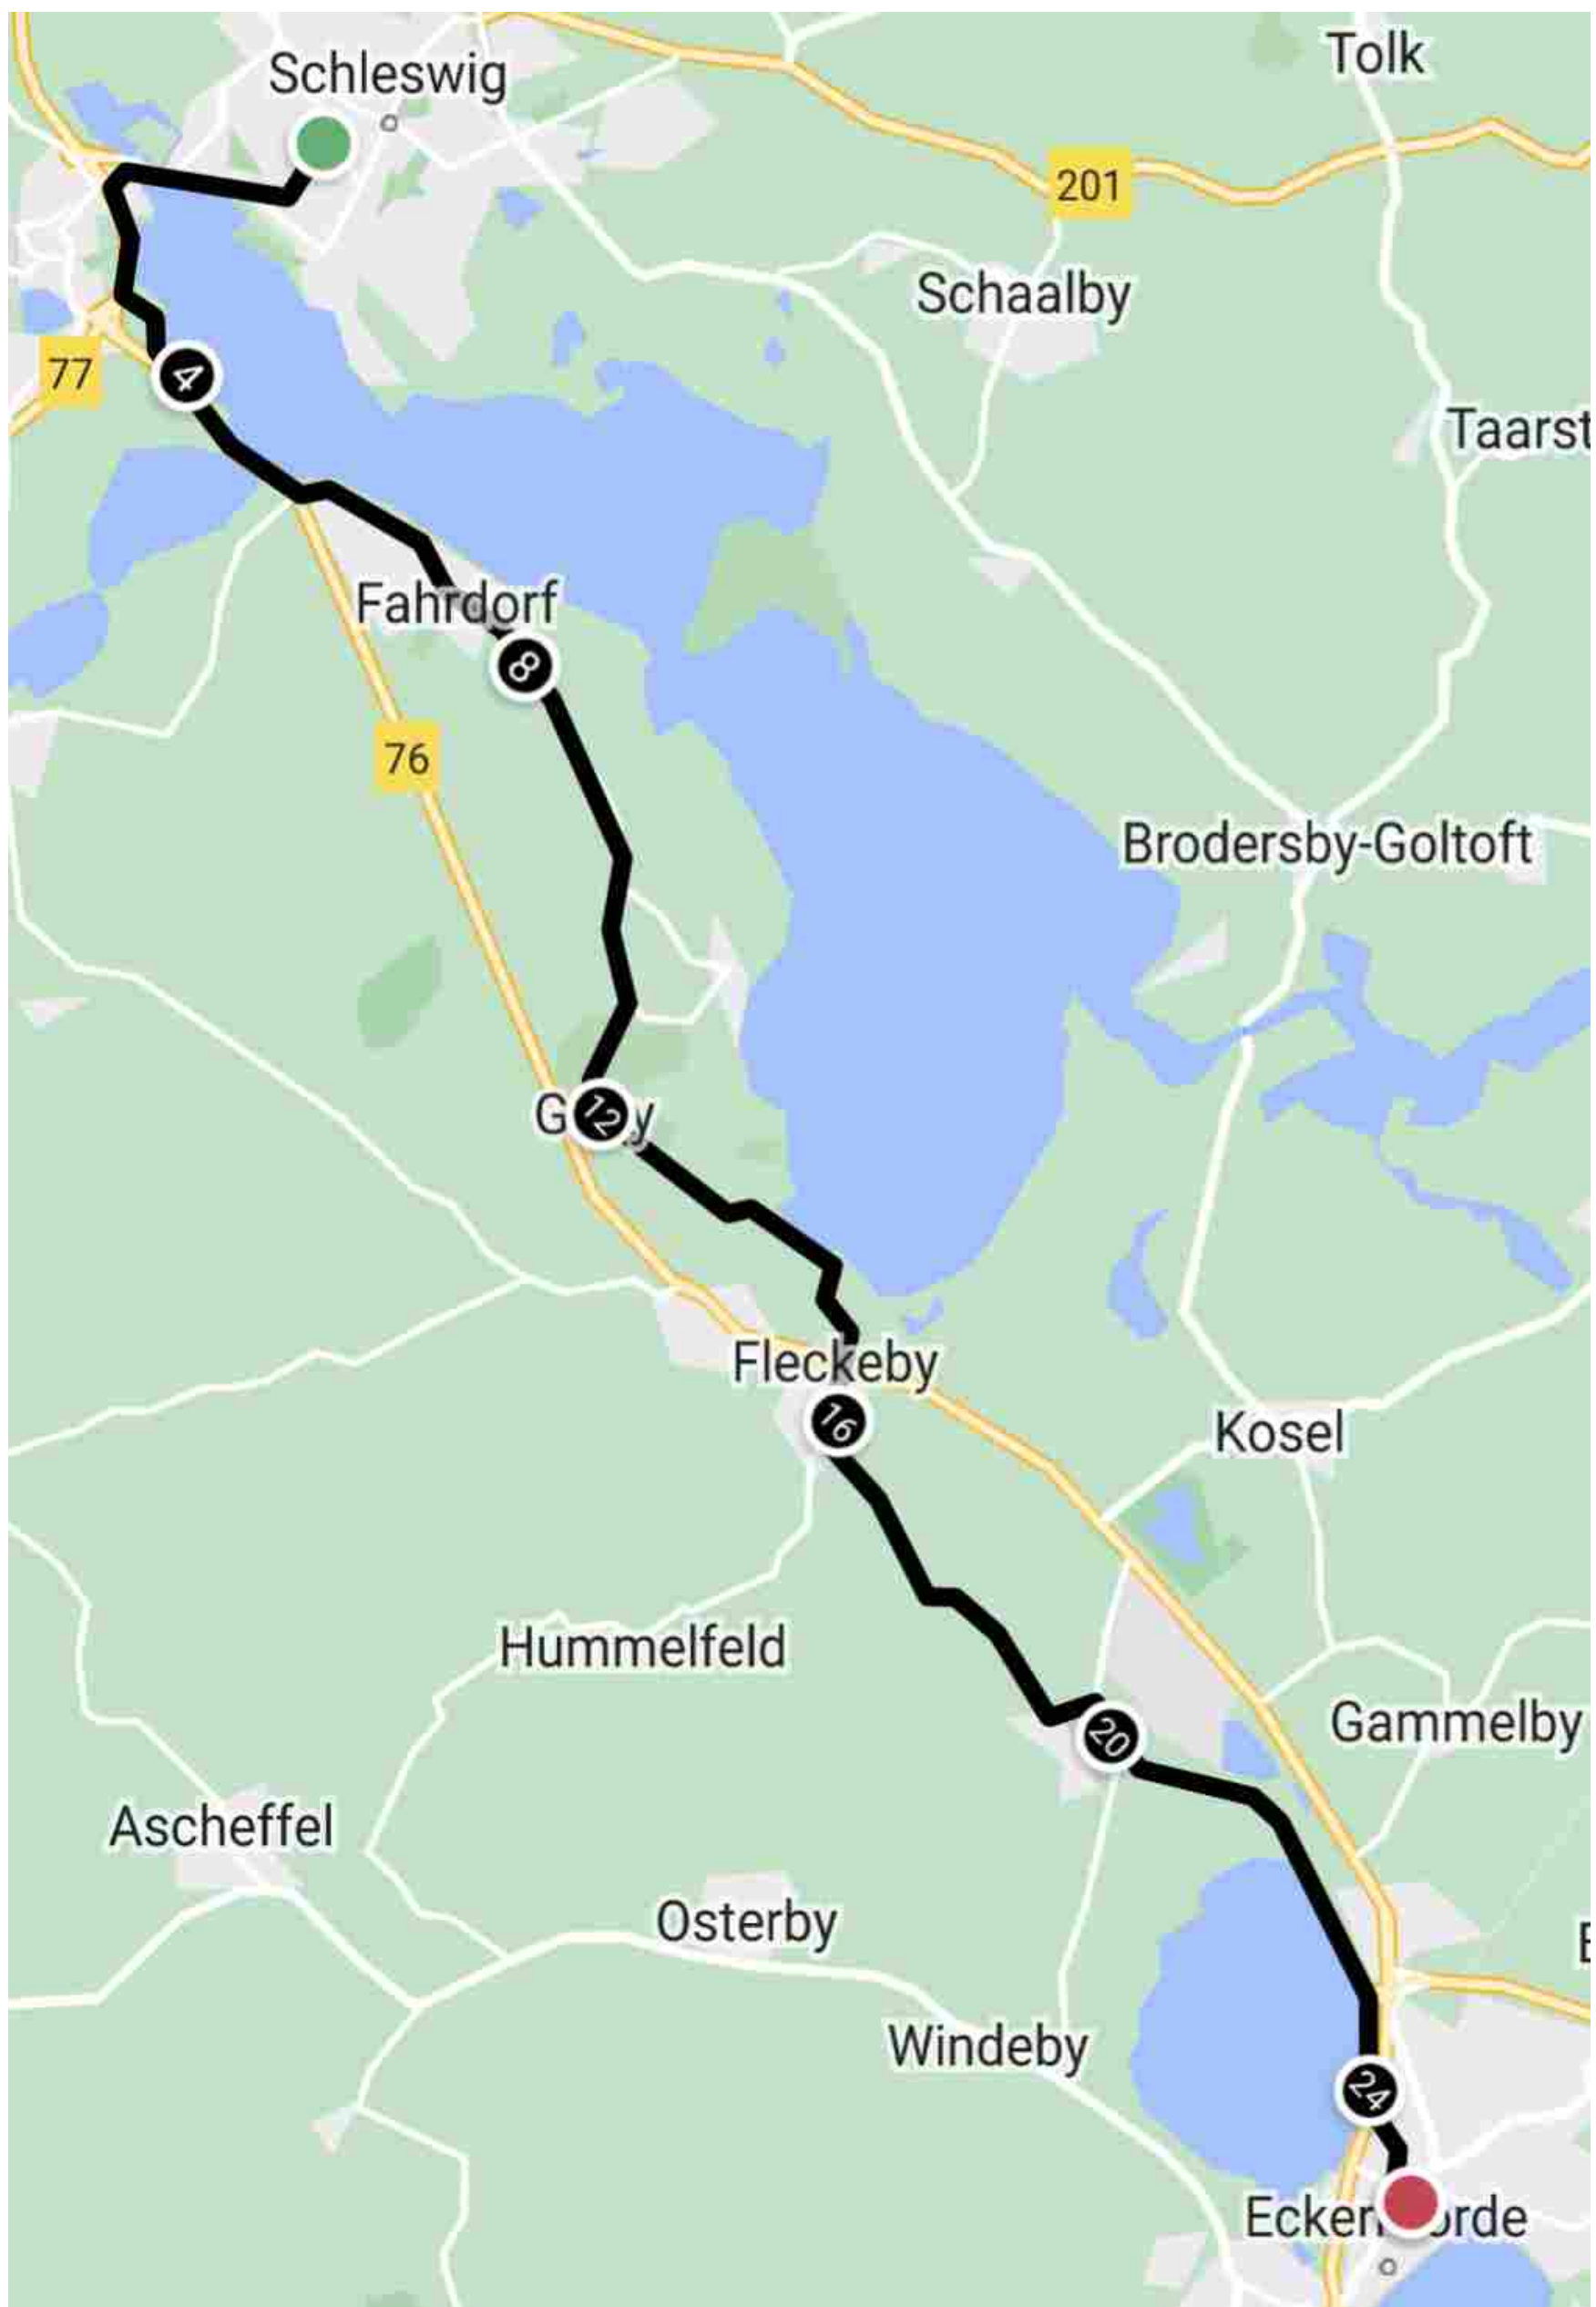 Schleswig
Tolk
201
Schaalby
77
4
Taarst
Fahrdorf
8
76
Brodersby-Goltoft
12
Fleckeby
16
Kosel
Hummelfeld
20
Gammelby
Ascheffel
Osterby
Windeby
24